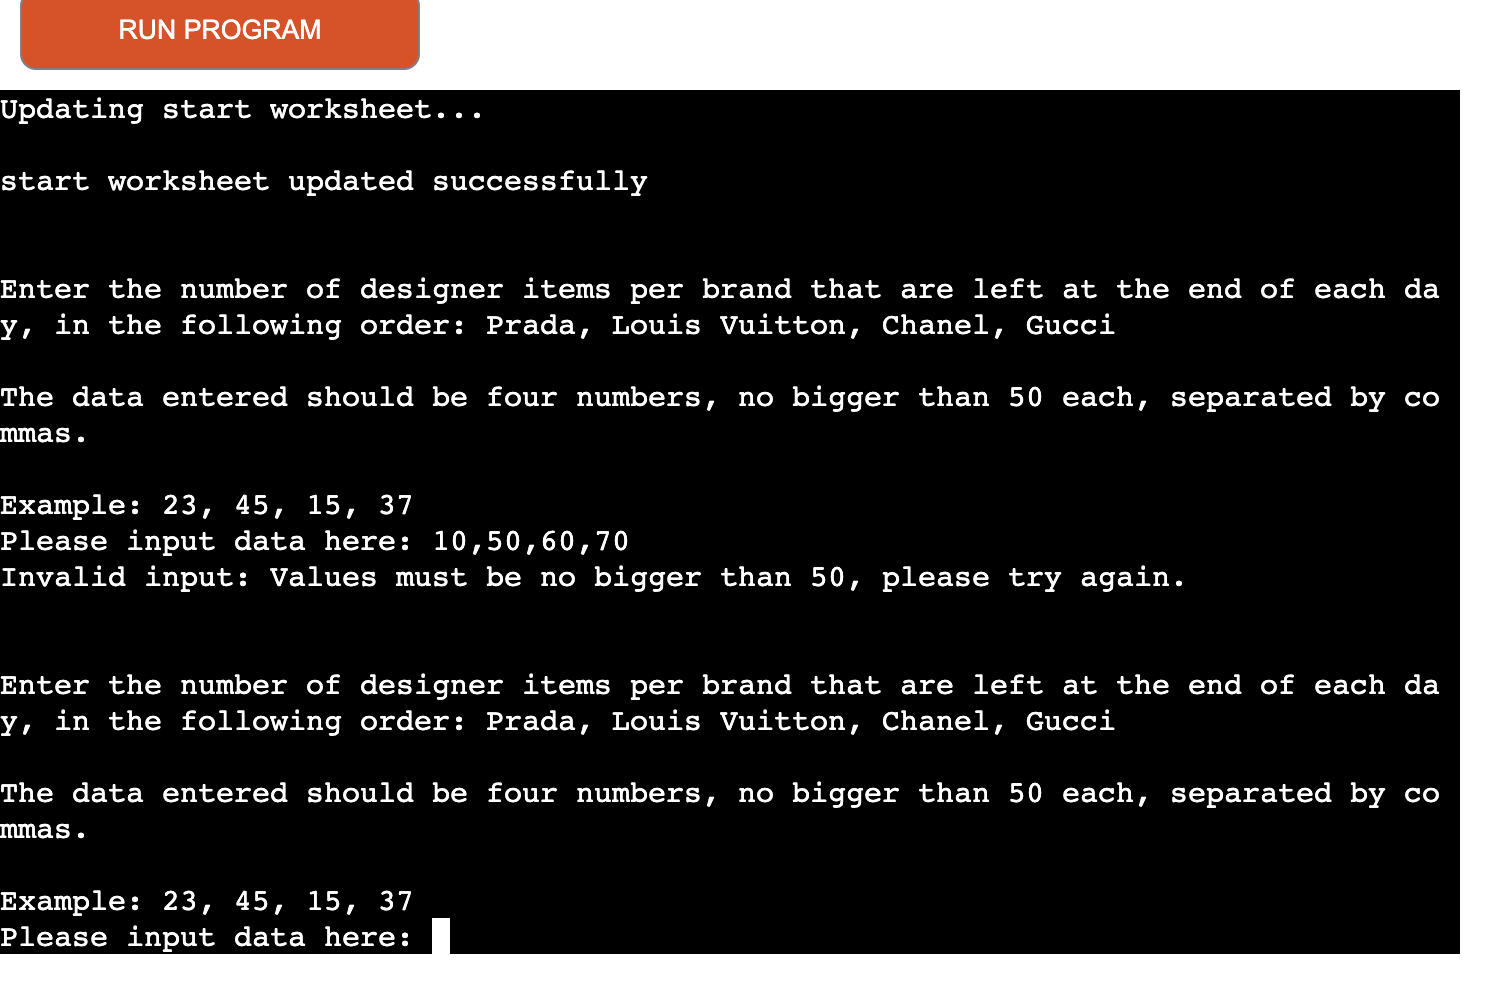 RUN PROGRAM
Updating start worksheet...
start worksheet updated successfully
Enter the number of designer items per brand that are left at the end of each da
y, in the following order: Prada, Louis Vuitton, Chanel, Gucci
The data entered should be four numbers, no bigger than 50 each, separated by co
mmas.
Example: 23, 45, 15, 37
Please input data here: 10,50,60,70
Invalid input: Values must be no bigger than 50, please try again.
Enter the number of designer items per brand that are left at the end of each da
y, in the following order: Prada, Louis Vuitton, Chanel, Gucci
The data entered should be four numbers, no bigger than 50 each, separated by co
mmas.
Example: 23, 45, 15, 37
Please input data here: